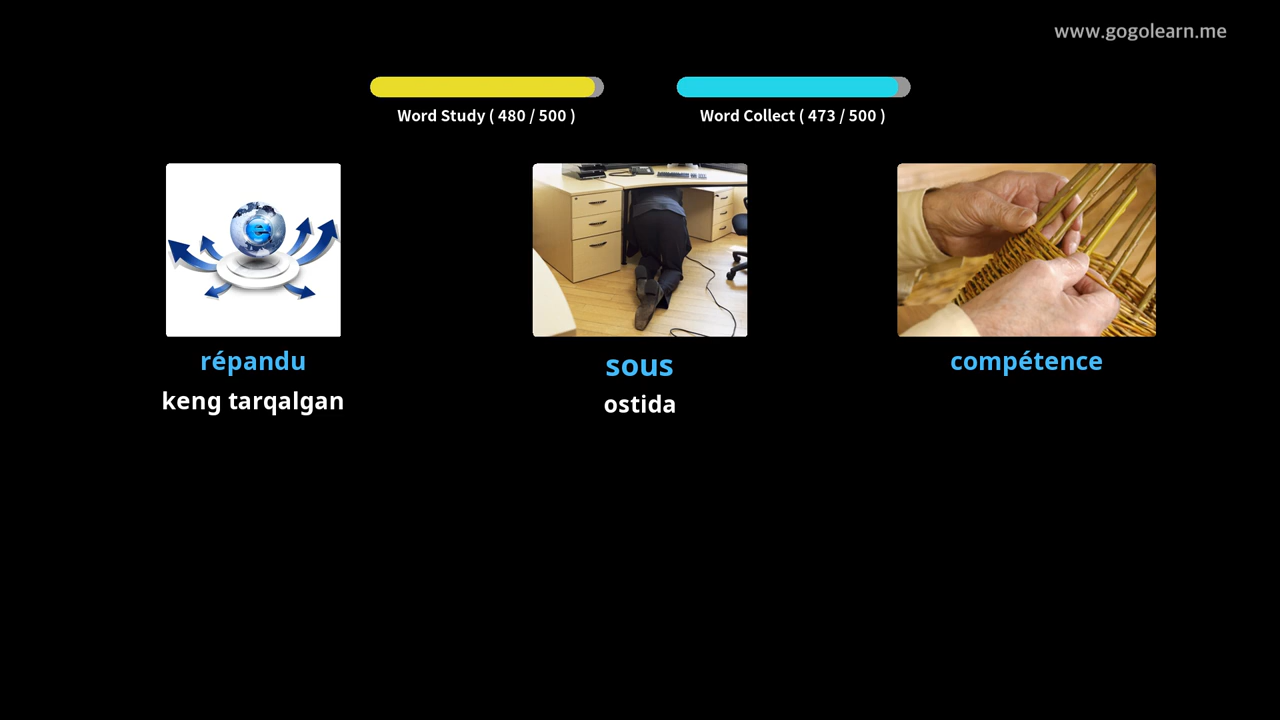 www.gogolearn.me
Word Study ( 480 / 500 )
Word Collect ( 473 / 500 )
répandu
sous
compétence
keng tarqalgan
ostida